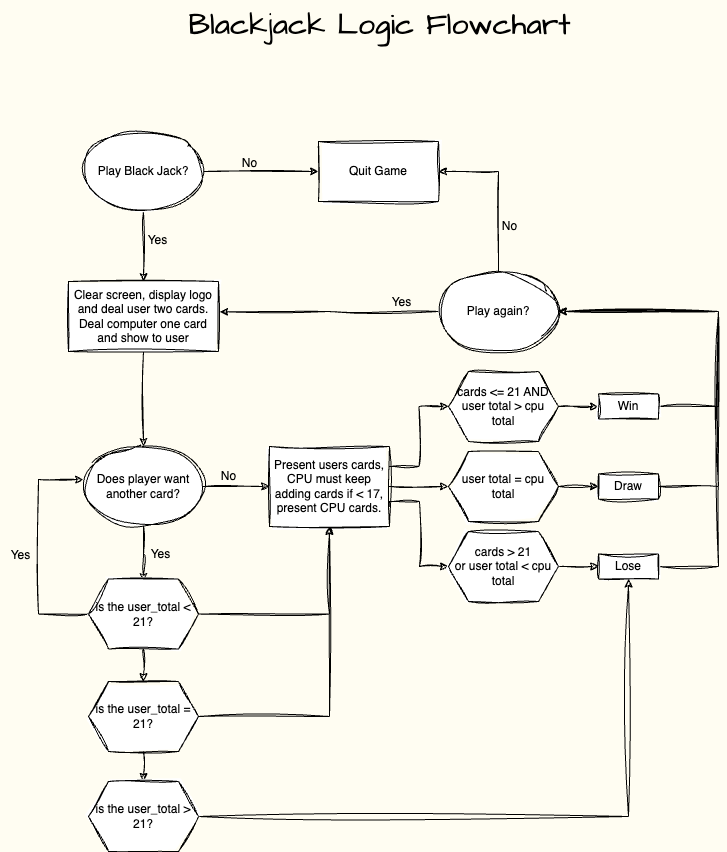 Blackjack Logic Flowchart
Play Black Jack?
No
Quit Game
Yes
No
Clear screen, display logo
and deal user two cards.
Deal computer one card
and show to user
Yes
Play again?
cards <= 21 AND
user total > cpu
total
Win
Does player want
another card?
No
Present users cards,
CPU must keep
adding cards if < 17,
present CPU cards.
user total = cpu
total
Draw
Yes
Yes
cards > 21
or user total < cpu
total
Lose
Is the user_total <
21?
Is the user_total =
21?
Is the user_total >
21?